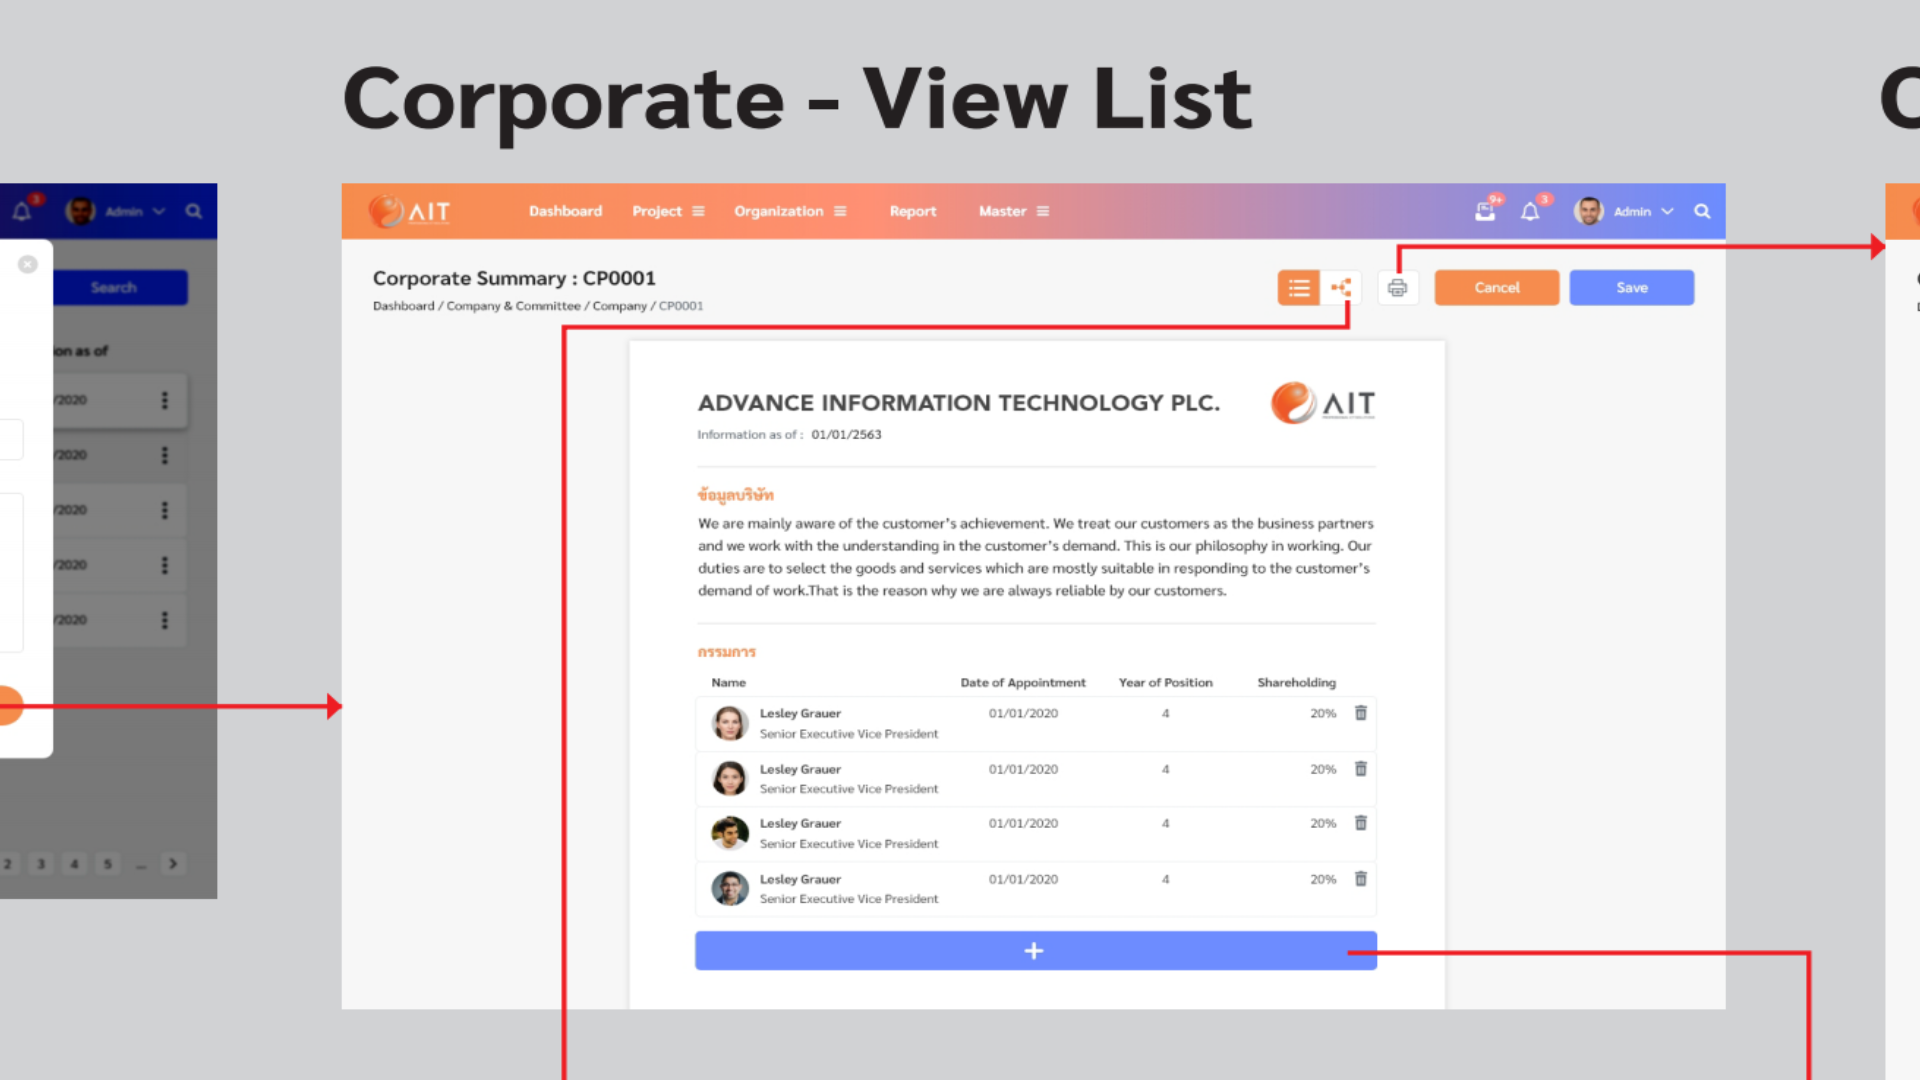 Corporate - View List
C
3
Admin
Search
on as of
/2020
/2020
/2020
/2020
/2020
2 3 4 5 ...
AIT
Dashboard
Project
Organization
Report
Master
9+
3
Admin
Corporate Summary : CP0001
Dashboard / Company & Committee / Company / CP0001
Cancel
Save
ADVANCE INFORMATION TECHNOLOGY PLC.
AIT
Information as of : 01/01/2563
ข้อมูลบริษัท
We are mainly aware of the customer's achievement. We treat our customers as the business partners
and we work with the understanding in the customer's demand. This is our philosophy in working. Our
duties are to select the goods and services which are mostly suitable in responding to the customer's
demand of work.That is the reason why we are always reliable by our customers.
กรรมการ
Name Date of Appointment Year of Position Shareholding
Lesley Grauer 01/01/2020 4 20%
Senior Executive Vice President
Lesley Grauer 01/01/2020 4 20%
Senior Executive Vice President
Lesley Grauer 01/01/2020 4 20%
Senior Executive Vice President
Lesley Grauer 01/01/2020 4 20%
Senior Executive Vice President
+